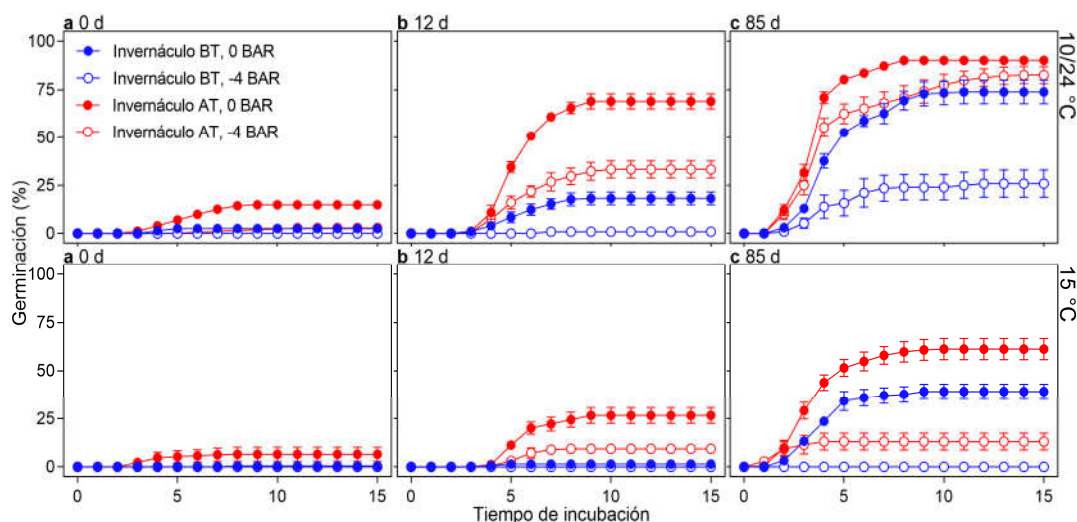 a 0 d
b 12 d
c 85 d
100
75
50
25
0
Invernáculo BT, 0 BAR
Invernáculo BT, -4 BAR
Invernáculo AT, 0 BAR
Invernáculo AT, -4 BAR
10/24 °C
Germinación (%)
a 0 d
b 12 d
c 85 d
100
75
50
25
0
15 °C
0 5 10 15
0 5 10 15
0 5 10 15
Tiempo de incubación